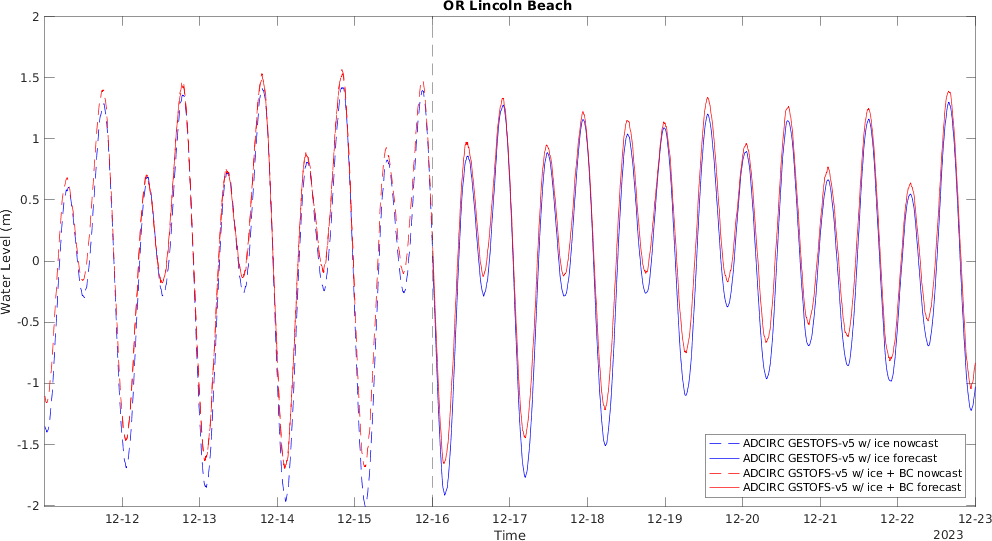 OR Lincoln Beach
2
1.5
1
0.5
0
-0.5
-1
-1.5
-2
Water Level (m)
12-12 12-13 12-14 12-15 12-16 12-17 12-18 12-19 12-20 12-21 12-22 12-23
Time
2023
ADCIRC GESTOFS-v5 w/ ice nowcast
ADCIRC GESTOFS-v5 w/ ice forecast
ADCIRC GSTOFS-v5 w/ ice + BC nowcast
ADCIRC GSTOFS-v5 w/ ice + BC forecast